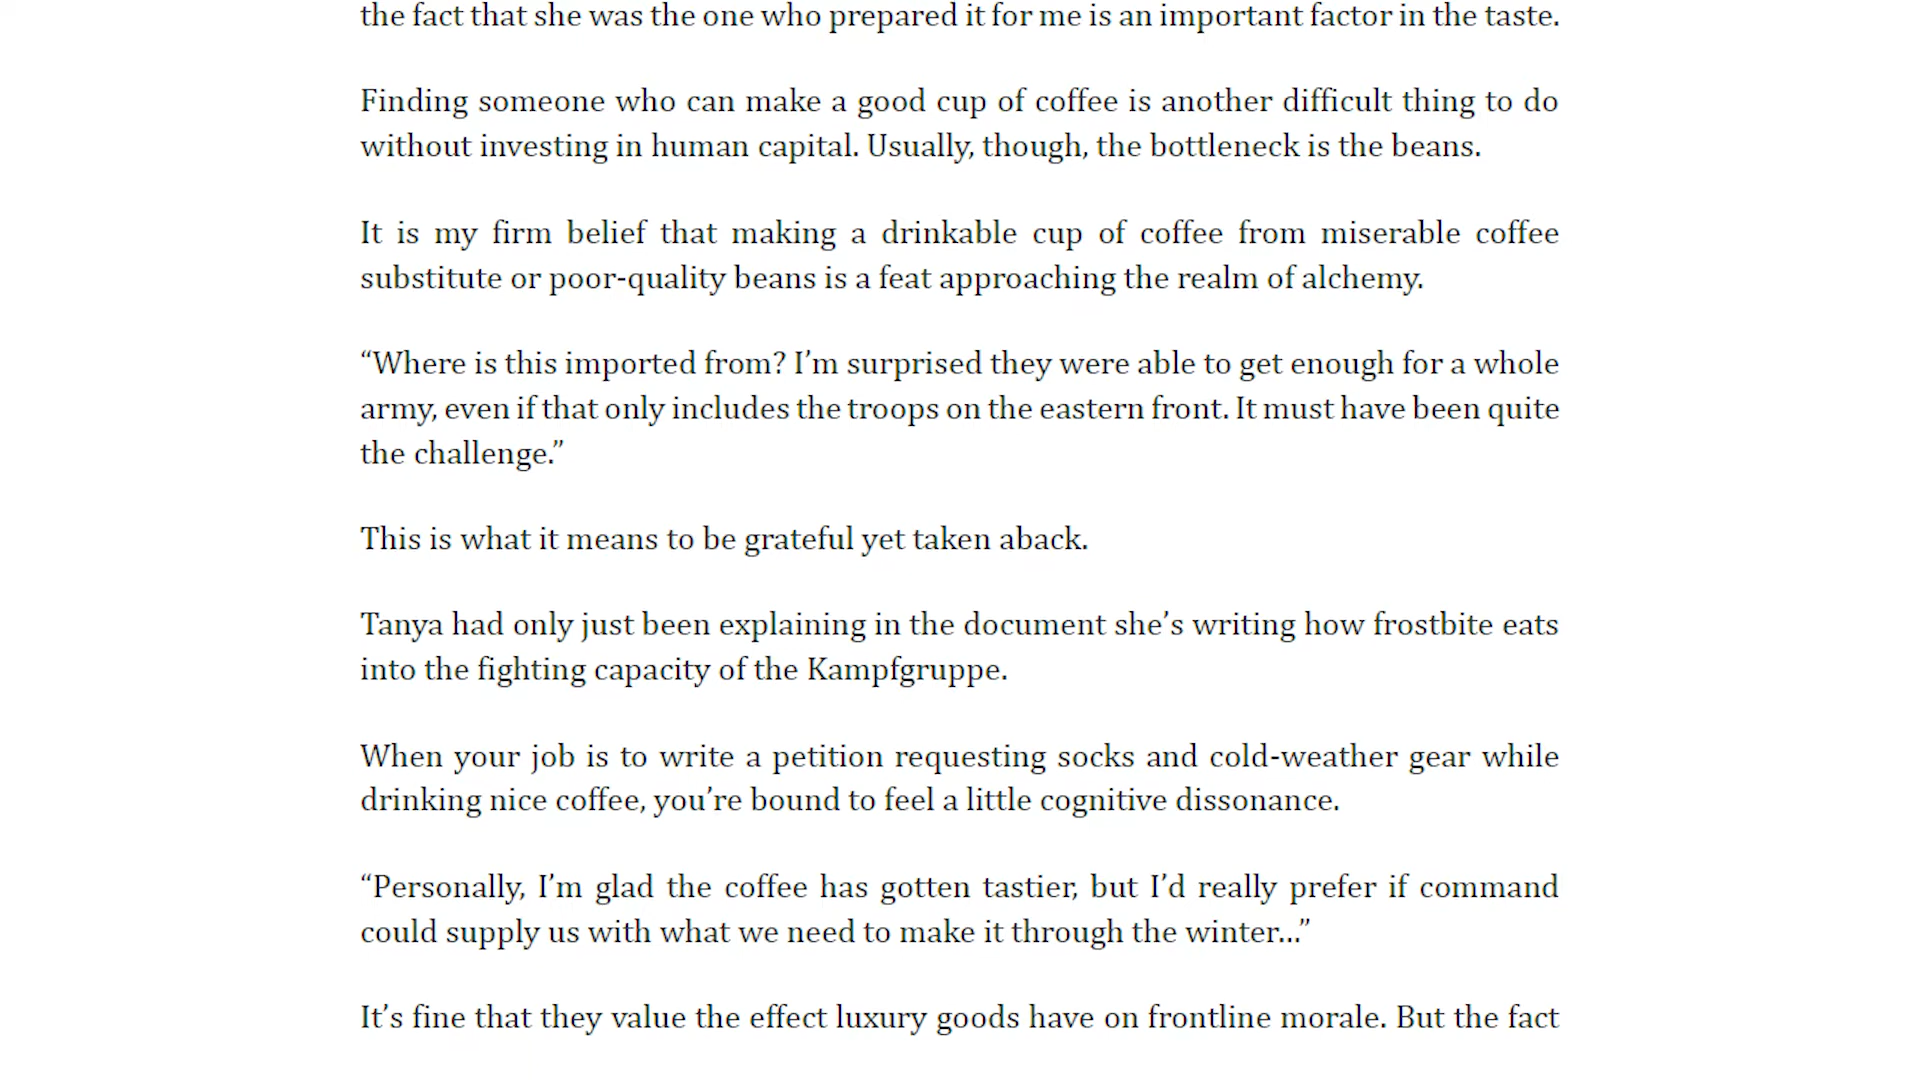 the fact that she was the one who prepared it for me is an important factor in the taste.
Finding someone who can make a good cup of coffee is another difficult thing to do
without investing in human capital. Usually, though, the bottleneck is the beans.
It is my firm belief that making a drinkable cup of coffee from miserable coffee
substitute or poor-quality beans is a feat approaching the realm of alchemy.
“Where is this imported from? I’m surprised they were able to get enough for a whole
army, even if that only includes the troops on the eastern front. It must have been quite
the challenge.”
This is what it means to be grateful yet taken aback.
Tanya had only just been explaining in the document she’s writing how frostbite eats
into the fighting capacity of the Kampfgruppe.
When your job is to write a petition requesting socks and cold-weather gear while
drinking nice coffee, you’re bound to feel a little cognitive dissonance.
“Personally, I’m glad the coffee has gotten tastier, but I’d really prefer if command
could supply us with what we need to make it through the winter...”
It’s fine that they value the effect luxury goods have on frontline morale. But the fact